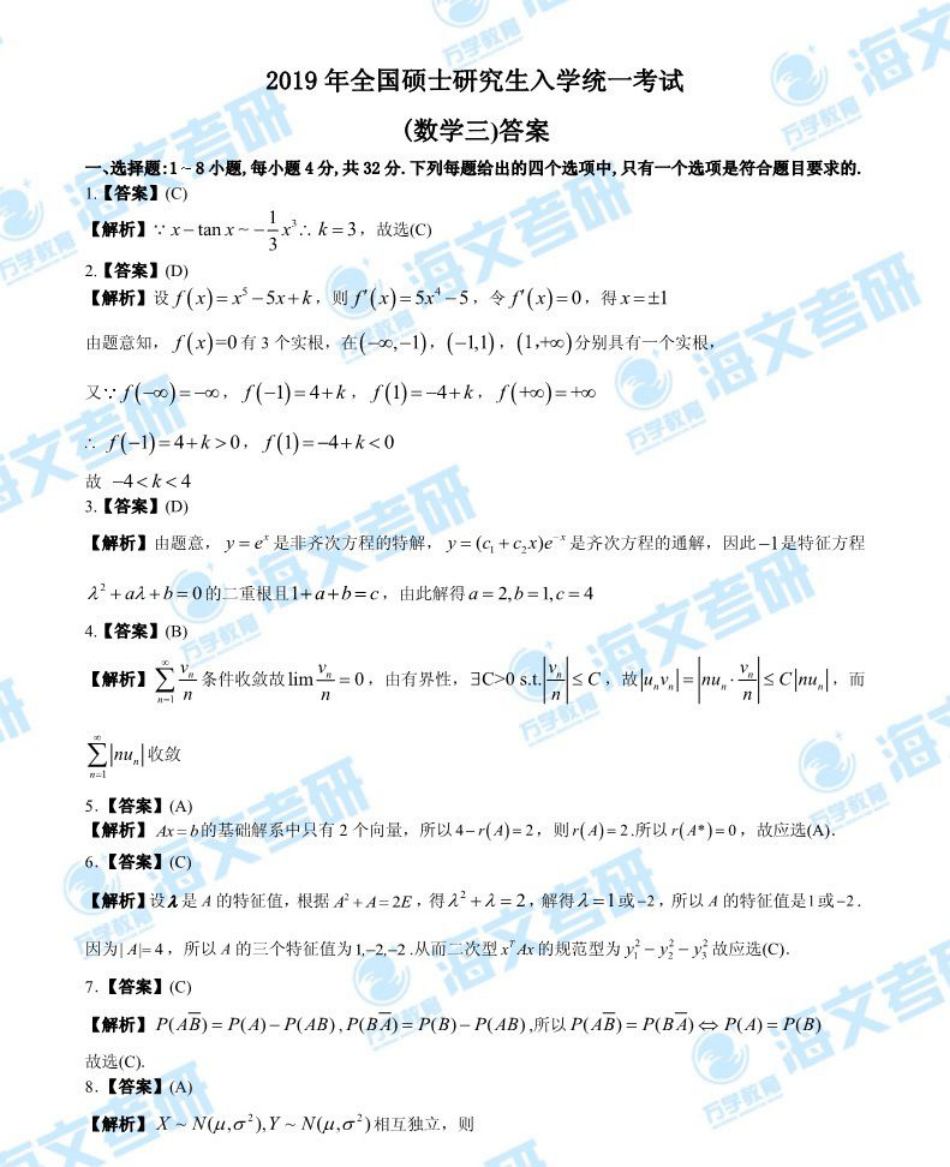 2019 年全国硕士研究生入学统一考试
(数学三)答案
一、选择题:1~8 小题,每小题 4 分,共 32 分.下列每题给出的四个选项中,只有一个选项是符合题目要求的.
1.【答案】(C)
【解析】∵ x − tan x ~ −1/3 x³ ∴ k = 3，故选(C)
2.【答案】(D)
【解析】设 f(x) = x⁵ − 5x + k，则 f′(x) = 5x⁴ − 5，令 f′(x) = 0，得 x = ±1
由题意知， f(x)=0 有 3 个实根，在(−∞,−1)，(−1,1)，(1,+∞)分别具有一个实根，
又∵ f(−∞) = −∞， f(−1) = 4 + k， f(1) = −4 + k， f(+∞) = +∞
∴ f(−1) = 4 + k > 0，f(1) = −4 + k < 0
故 −4 < k < 4
3.【答案】(D)
【解析】由题意， y = eˣ 是非齐次方程的特解， y = (c₁ + c₂x)e⁻ˣ 是齐次方程的通解，因此 −1 是特征方程
λ² + aλ + b = 0 的二重根且 1+a+b=c，由此解得 a = 2, b = 1, c = 4
4.【答案】(B)
【解析】∑_{n=1}^{∞} vₙ/n 条件收敛故 lim vₙ/n = 0，由有界性，∃C>0 s.t. |vₙ/n| ≤ C，故|uₙvₙ| = |nuₙ · vₙ/n| ≤ C|nuₙ|，而
∑_{n=1}^{∞} |nuₙ| 收敛
5.【答案】(A)
【解析】Ax = b的基础解系中只有 2 个向量，所以 4 − r(A) = 2，则 r(A) = 2.所以 r(A*) = 0，故应选(A).
6.【答案】(C)
【解析】设 λ 是 A 的特征值，根据 A² + A = 2E，得 λ² + λ = 2，解得 λ = 1 或 −2，所以 A 的特征值是 1 或 −2.
因为| A |= 4，所以 A 的三个特征值为 1,−2,−2.从而二次型 xᵀAx 的规范型为 y₁² − y₂² − y₃² 故应选(C).
7.【答案】(C)
【解析】P(AB̅) = P(A) − P(AB), P(BA̅) = P(B) − P(AB),所以 P(AB̅) = P(BA̅) ⇔ P(A) = P(B)
故选(C).
8.【答案】(A)
【解析】X ~ N(μ,σ²),Y ~ N(μ,σ²)相互独立，则
海文考研
万学教育